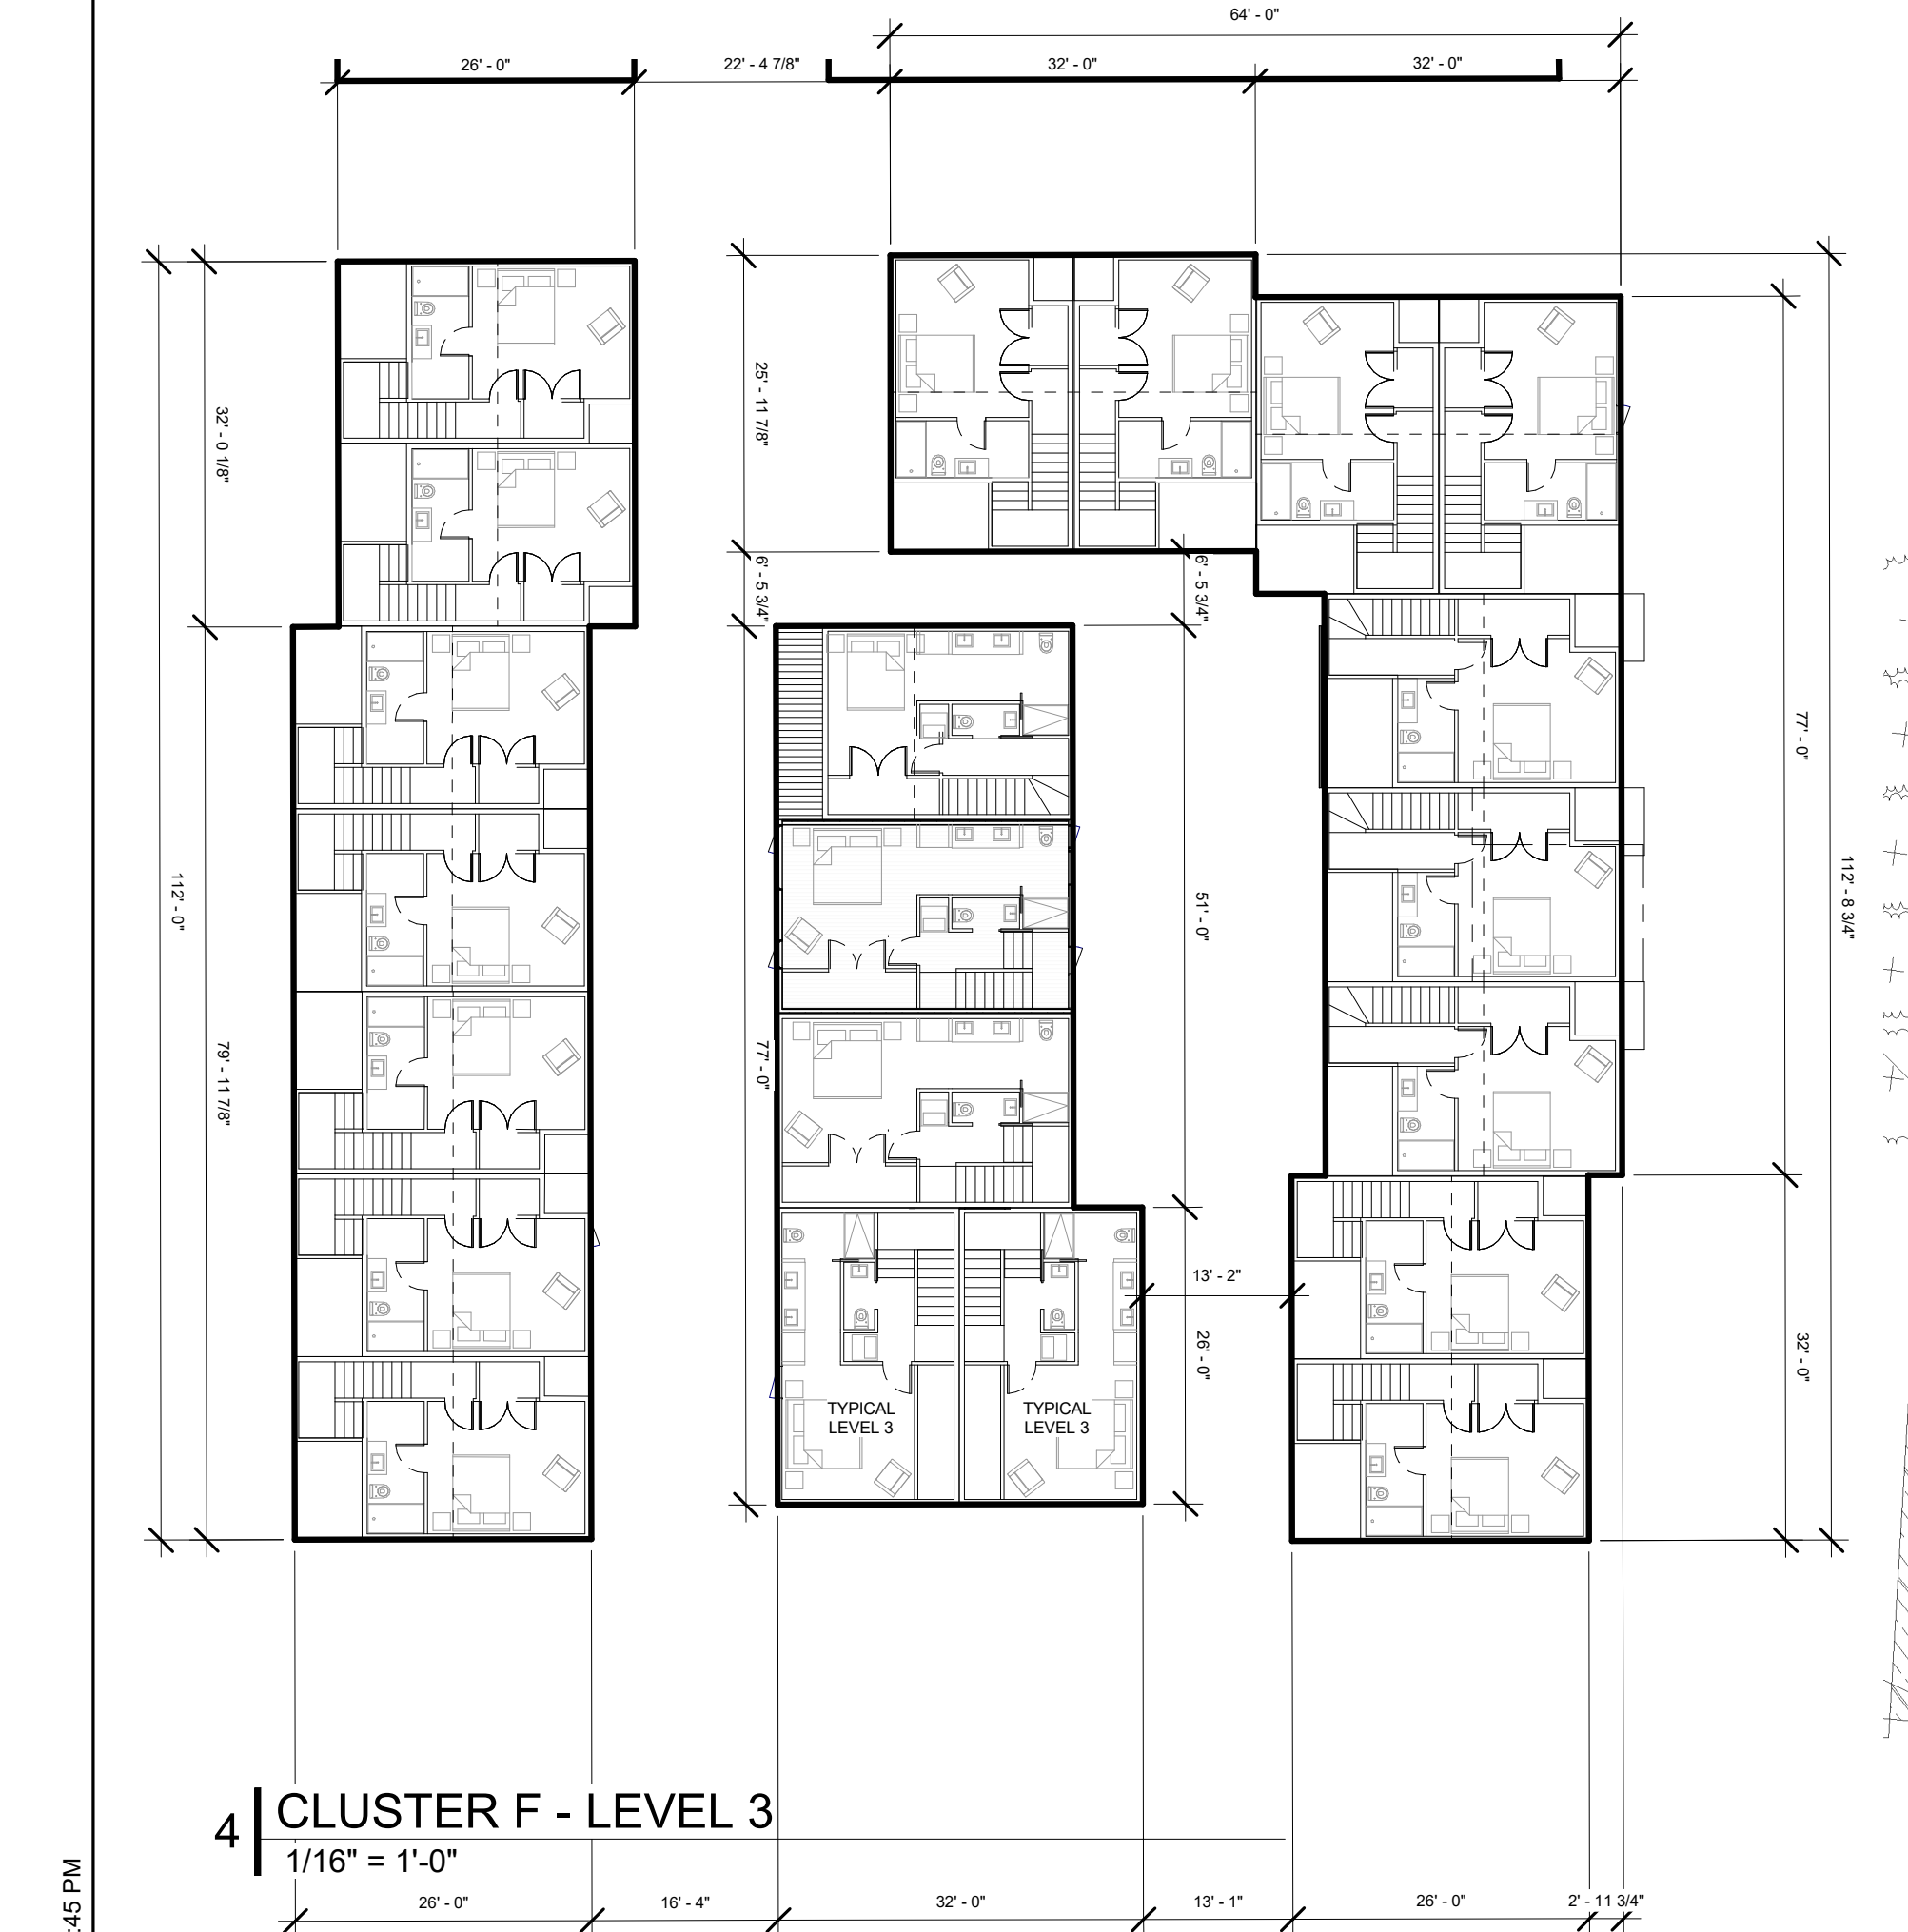 64' - 0"
26' - 0"
22' - 4 7/8"
32' - 0"
32' - 0"
25' - 11 7/8"
32' - 0 1/8"
6' - 5 3/4"
6' - 5 3/4"
77' - 0"
112' - 0"
51' - 0"
112' - 8 3/4"
79' - 11 7/8"
77' - 0"
13' - 2"
26' - 0"
32' - 0"
TYPICAL
LEVEL 3
TYPICAL
LEVEL 3
4
CLUSTER F - LEVEL 3
1/16" = 1'-0"
:45 PM
26' - 0"
16' - 4"
32' - 0"
13' - 1"
26' - 0"
2' - 11 3/4"